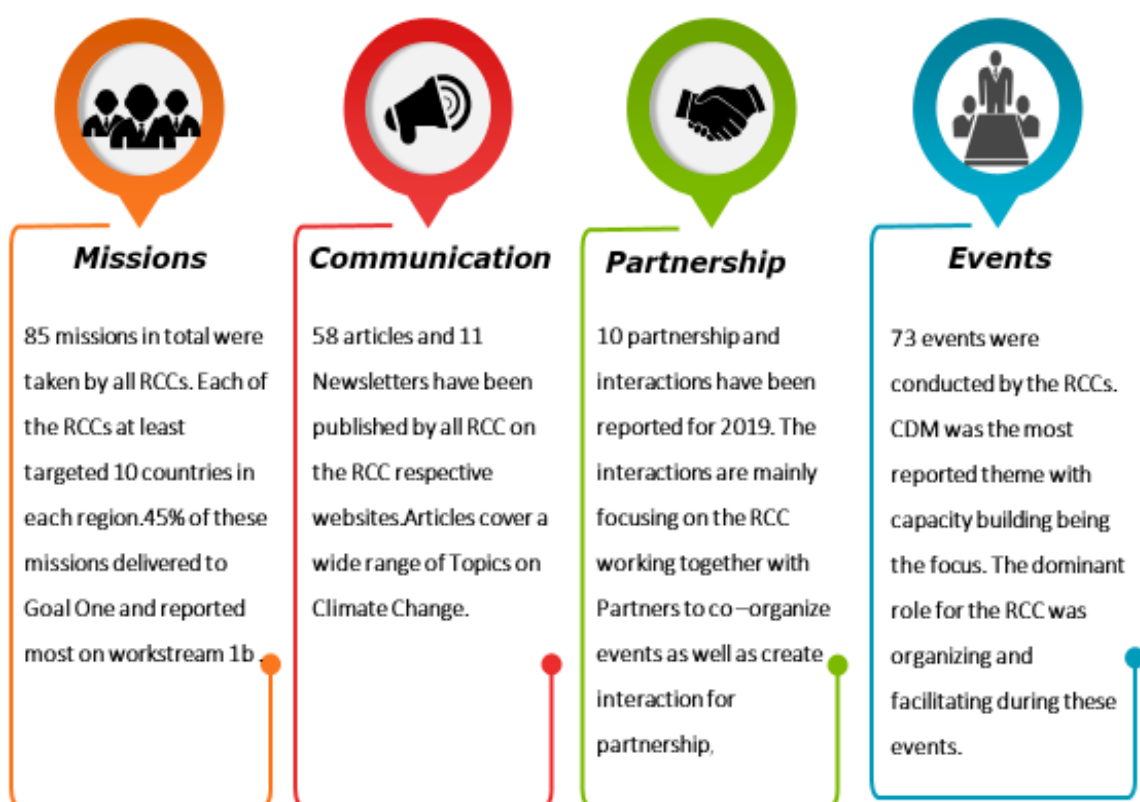 Missions
85 missions in total were
taken by all RCCs. Each of
the RCCs at least
targeted 10 countries in
each region.45% of these
missions delivered to
Goal One and reported
most on workstream 1b .
Communication
58 articles and 11
Newsletters have been
published by all RCC on
the RCC respective
websites.Articles cover a
wide range of Topics on
Climate Change.
Partnership
10 partnership and
interactions have been
reported for 2019. The
interactions are mainly
focusing on the RCC
working together with
Partners to co–organize
events as well as create
interaction for
partnership,
Events
73 events were
conducted by the RCCs.
CDM was the most
reported theme with
capacity building being
the focus. The dominant
role for the RCC was
organizing and
facilitating during these
events.